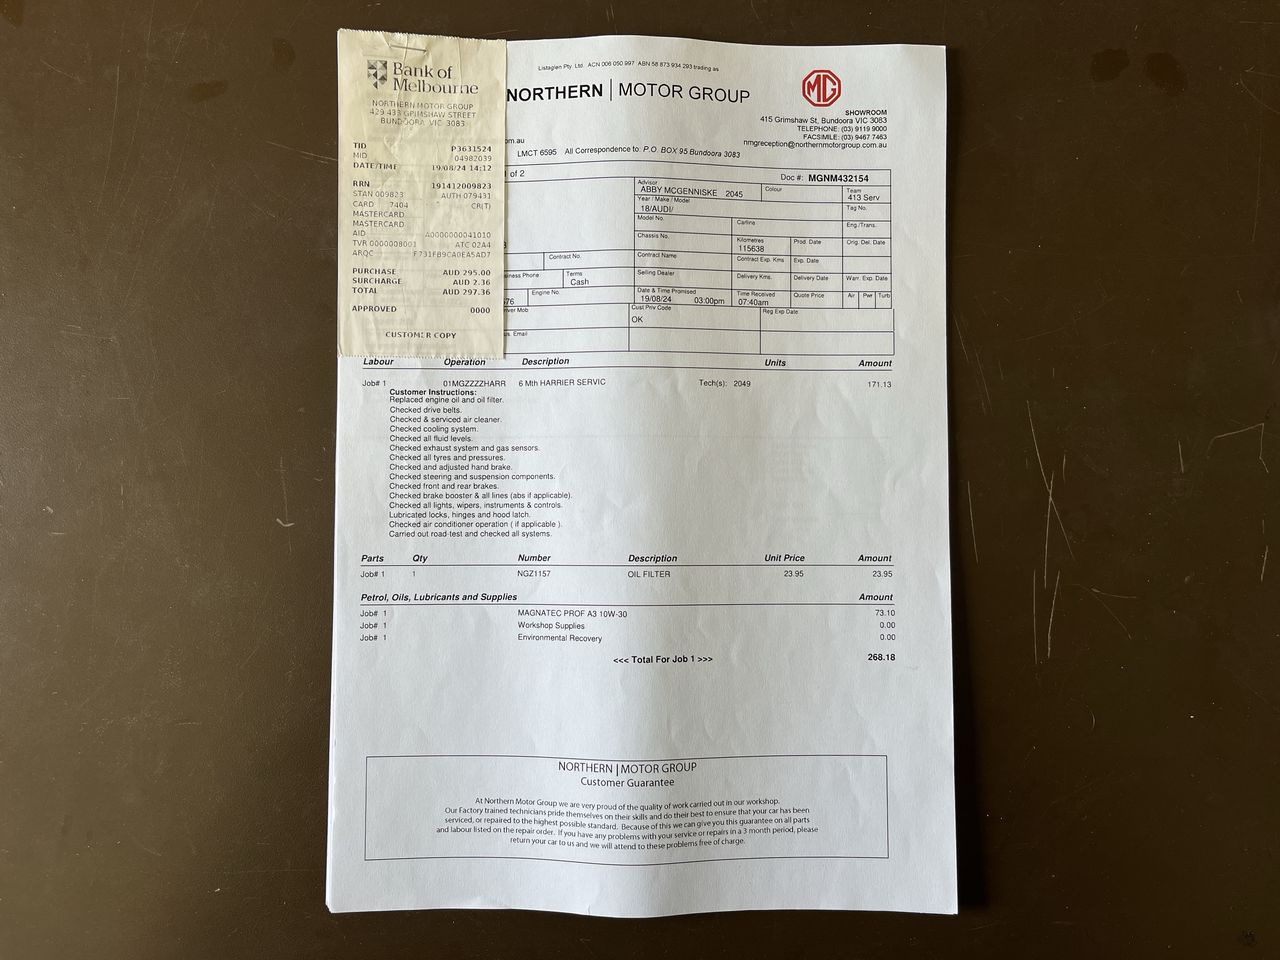 Bank of
Melbourne
NORTHERN MOTOR GROUP
429 433 GRIMSHAW STREET
BUNDOORA VIC 3083
TID P3631524
MID 04982039
DATE/TIME 19/08/24 14:12
RRN 191412009823
STAN 009823 AUTH 079431
CARD 7404 CR(T)
MASTERCARD
MASTERCARD
AID A0000000041010
TVR 0000008001 ATC 02A4
ARQC F731FB9CA0EA5AD7
PURCHASE AUD 295.00
SURCHARGE AUD 2.36
TOTAL AUD 297.36
APPROVED 0000
CUSTOMER COPY
Listaglen Pty. Ltd. ACN 006 050 997 ABN 58 873 934 293 trading as
NORTHERN | MOTOR GROUP
MG
SHOWROOM
415 Grimshaw St, Bundoora VIC 3083
TELEPHONE: (03) 9119 9000
FACSIMILE: (03) 9467 7463
nmgreception@northernmotorgroup.com.au
om.au
LMCT 6595 All Correspondence to: P.O. BOX 95 Bundoora 3083
1 of 2
Doc #: MGNM432154
Advisor
ABBY MCGENNISKE 2045
Colour
Team
413 Serv
Year / Make / Model
18/AUDI/
Tag No.
Model No.
Carline
Eng./Trans.
Chassis No.
Kilometres
115638
Prod. Date
Orig. Del. Date
Contract No.
Contract Name
Contract Exp. Kms
Exp. Date
siness Phone
Terms
Cash
Selling Dealer
Delivery Kms.
Delivery Date
Warr. Exp. Date
76
Engine No.
Date & Time Promised
19/08/24 03:00pm
Time Received
07:40am
Quote Price
Air Pwr Turb
iver Mob
Cust Prv Code
OK
Reg Exp Date
us. Email
Labour Operation Description Units Amount
Job# 1 01MGZZZZHARR 6 Mth HARRIER SERVIC Tech(s): 2049 171.13
Customer Instructions:
Replaced engine oil and oil filter.
Checked drive belts.
Checked & serviced air cleaner.
Checked cooling system.
Checked all fluid levels.
Checked exhaust system and gas sensors.
Checked all tyres and pressures.
Checked and adjusted hand brake.
Checked steering and suspension components.
Checked front and rear brakes.
Checked brake booster & all lines (abs if applicable).
Checked all lights, wipers, instruments & controls.
Lubricated locks, hinges and hood latch.
Checked air conditioner operation ( if applicable ).
Carried out road-test and checked all systems.
Parts Qty Number Description Unit Price Amount
Job# 1 1 NGZ1157 OIL FILTER 23.95 23.95
Petrol, Oils, Lubricants and Supplies Amount
Job# 1 MAGNATEC PROF A3 10W-30 73.10
Job# 1 Workshop Supplies 0.00
Job# 1 Environmental Recovery 0.00
<<< Total For Job 1 >>> 268.18
NORTHERN | MOTOR GROUP
Customer Guarantee
At Northern Motor Group we are very proud of the quality of work carried out in our workshop.
Our Factory trained technicians pride themselves on their skills and do their best to ensure that your car has been
serviced, or repaired to the highest possible standard. Because of this we can give you this guarantee on all parts
and labour listed on the repair order. If you have any problems with your service or repairs in a 3 month period, please
return your car to us and we will attend to these problems free of charge.